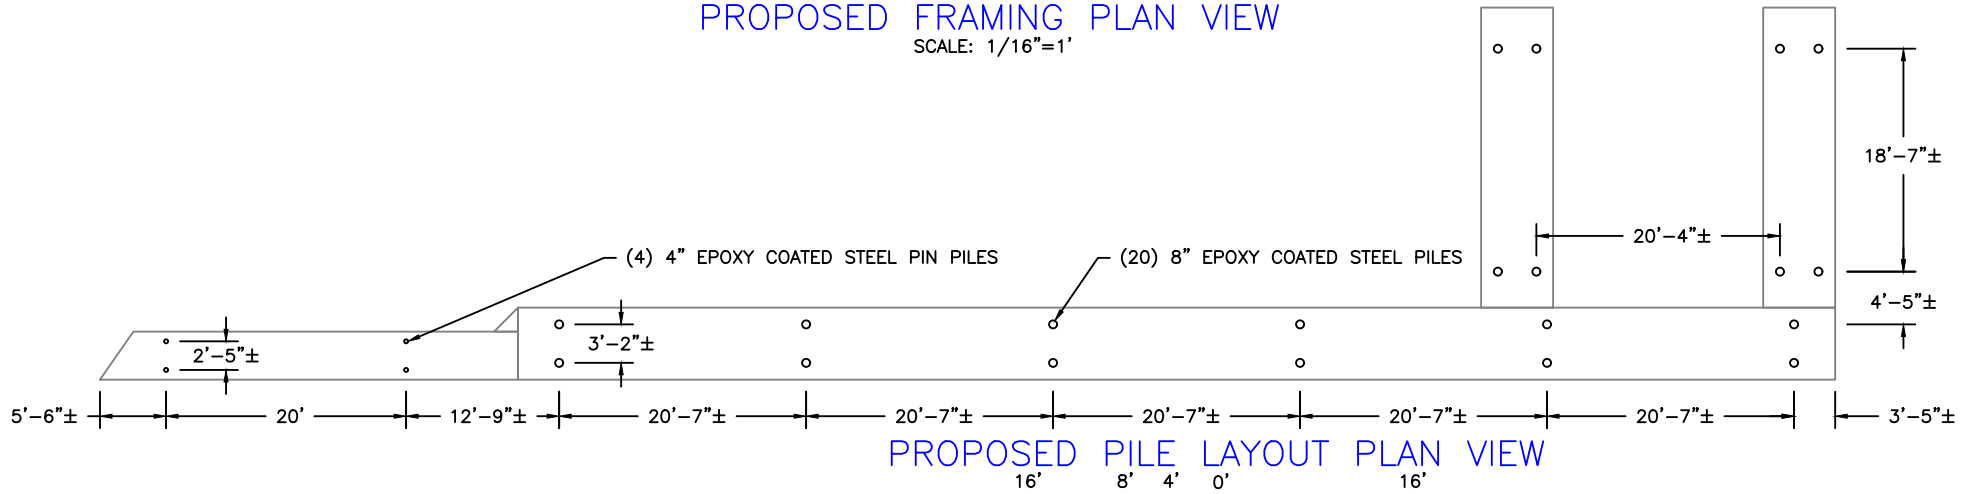 PROPOSED FRAMING PLAN VIEW
SCALE: 1/16"=1'
18'-7"±
20'-4"±
(4) 4" EPOXY COATED STEEL PIN PILES
(20) 8" EPOXY COATED STEEL PILES
4'-5"±
2'-5"±
3'-2"±
5'-6"± 20' 12'-9"± 20'-7"± 20'-7"± 20'-7"± 20'-7"± 20'-7"± 3'-5"±
PROPOSED PILE LAYOUT PLAN VIEW
16' 8' 4' 0' 16'